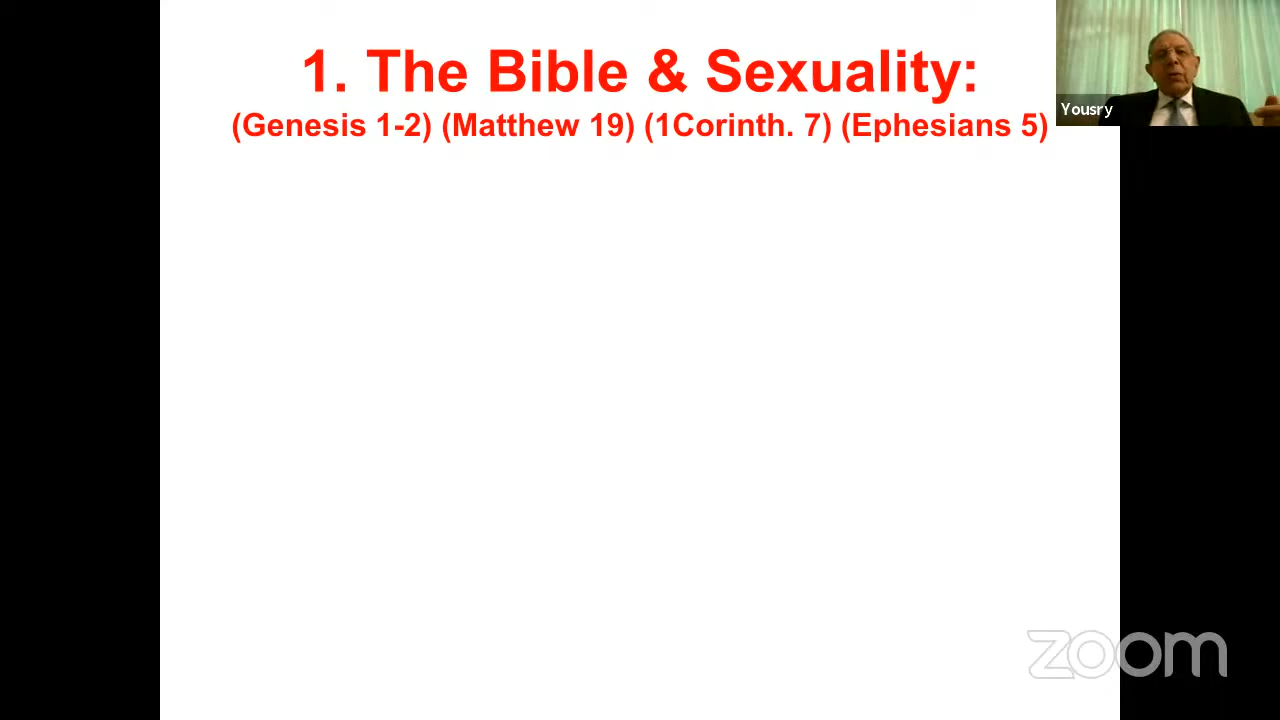 1. The Bible & Sexuality:
(Genesis 1-2) (Matthew 19) (1Corinth. 7) (Ephesians 5)
Yousry
zoom